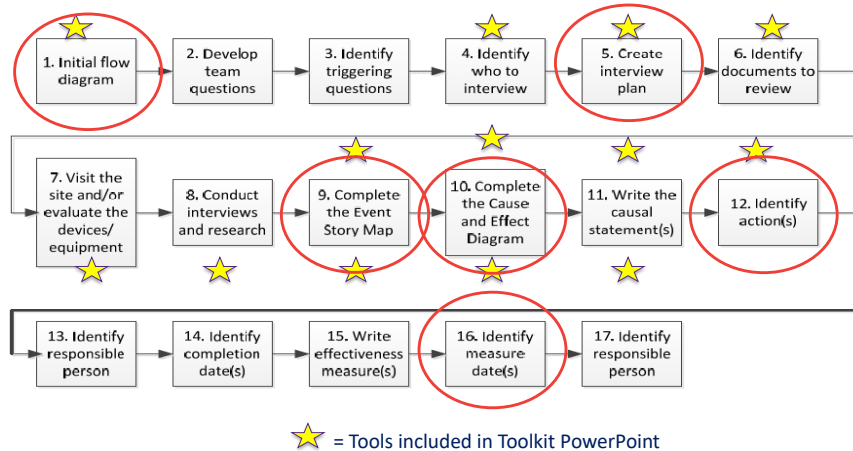 1. Initial flow
diagram
2. Develop
team
questions
3. Identify
triggering
questions
4. Identify
who to
interview
5. Create
interview
plan
6. Identify
documents to
review
7. Visit the
site and/or
evaluate the
devices/
equipment
8. Conduct
interviews
and research
9. Complete
the Event
Story Map
10. Complete
the Cause
and Effect
Diagram
11. Write the
causal
statement(s)
12. Identify
action(s)
13. Identify
responsible
person
14. Identify
completion
date(s)
15. Write
effectiveness
measure(s)
16. Identify
measure
date(s)
17. Identify
responsible
person
= Tools included in Toolkit PowerPoint